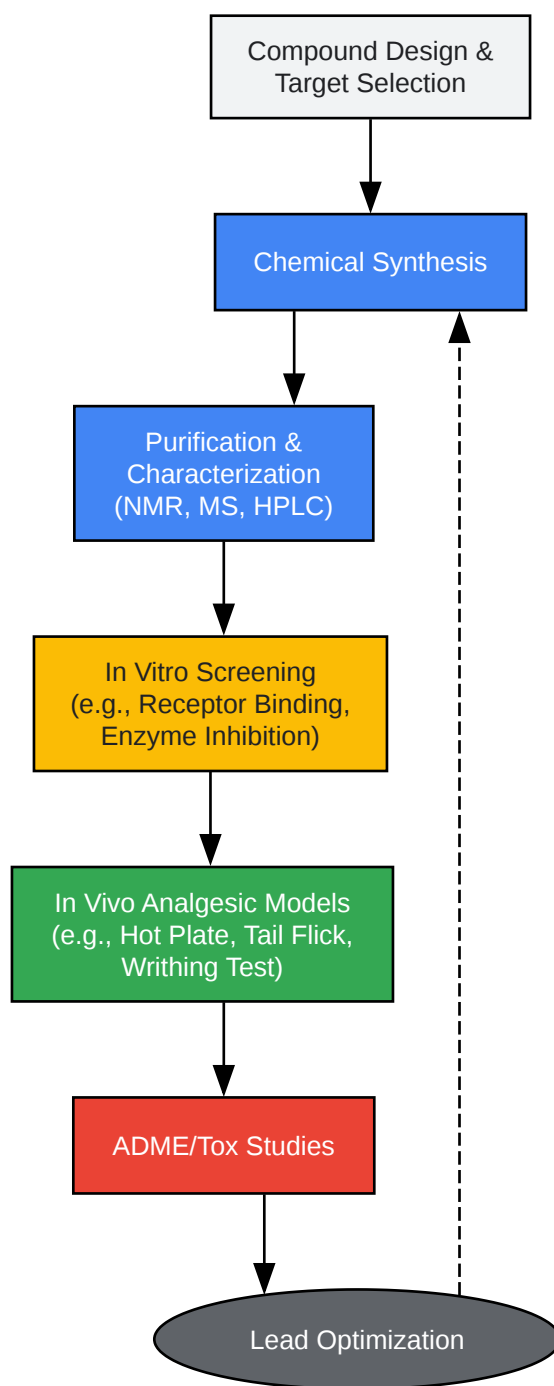 Compound Design &
Target Selection
Chemical Synthesis
Purification &
Characterization
(NMR, MS, HPLC)
In Vitro Screening
(e.g., Receptor Binding,
Enzyme Inhibition)
In Vivo Analgesic Models
(e.g., Hot Plate, Tail Flick,
Writhing Test)
ADME/Tox Studies
Lead Optimization